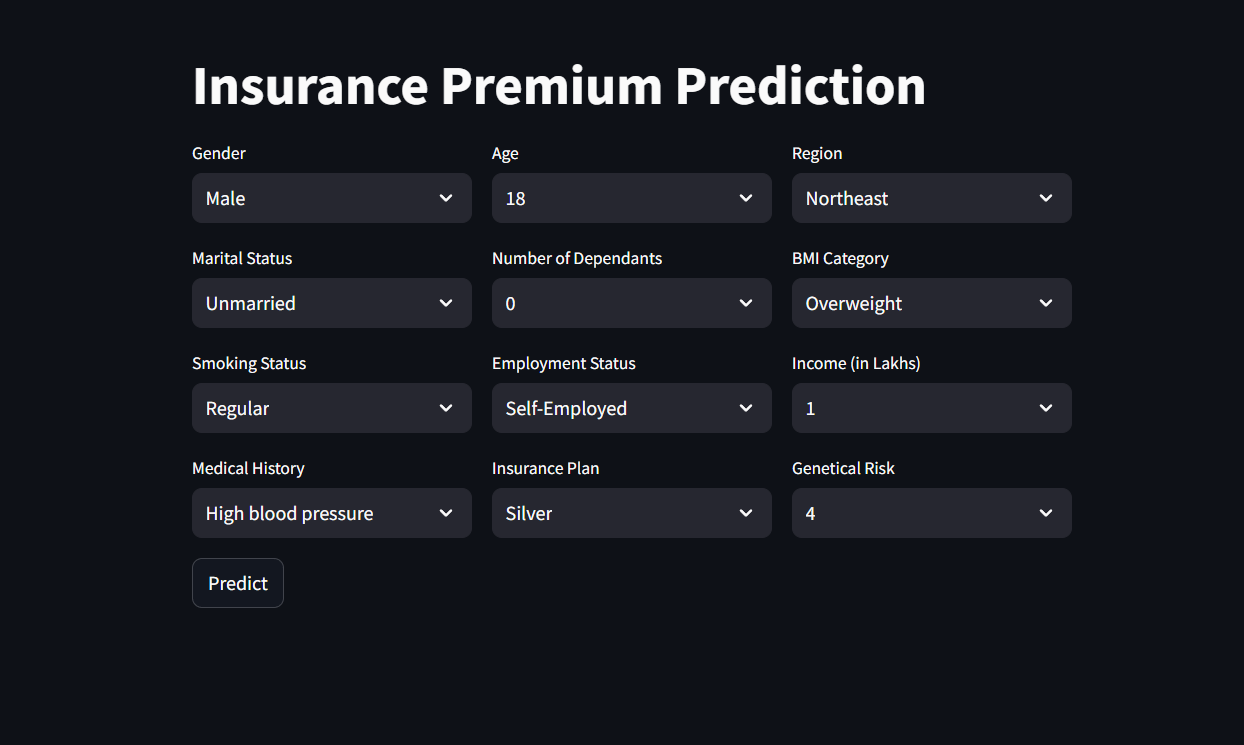 Insurance Premium Prediction
Gender Age Region
Male 18 Northeast
Marital Status Number of Dependants BMI Category
Unmarried 0 Overweight
Smoking Status Employment Status Income (in Lakhs)
Regular Self-Employed 1
Medical History Insurance Plan Genetical Risk
High blood pressure Silver 4
Predict